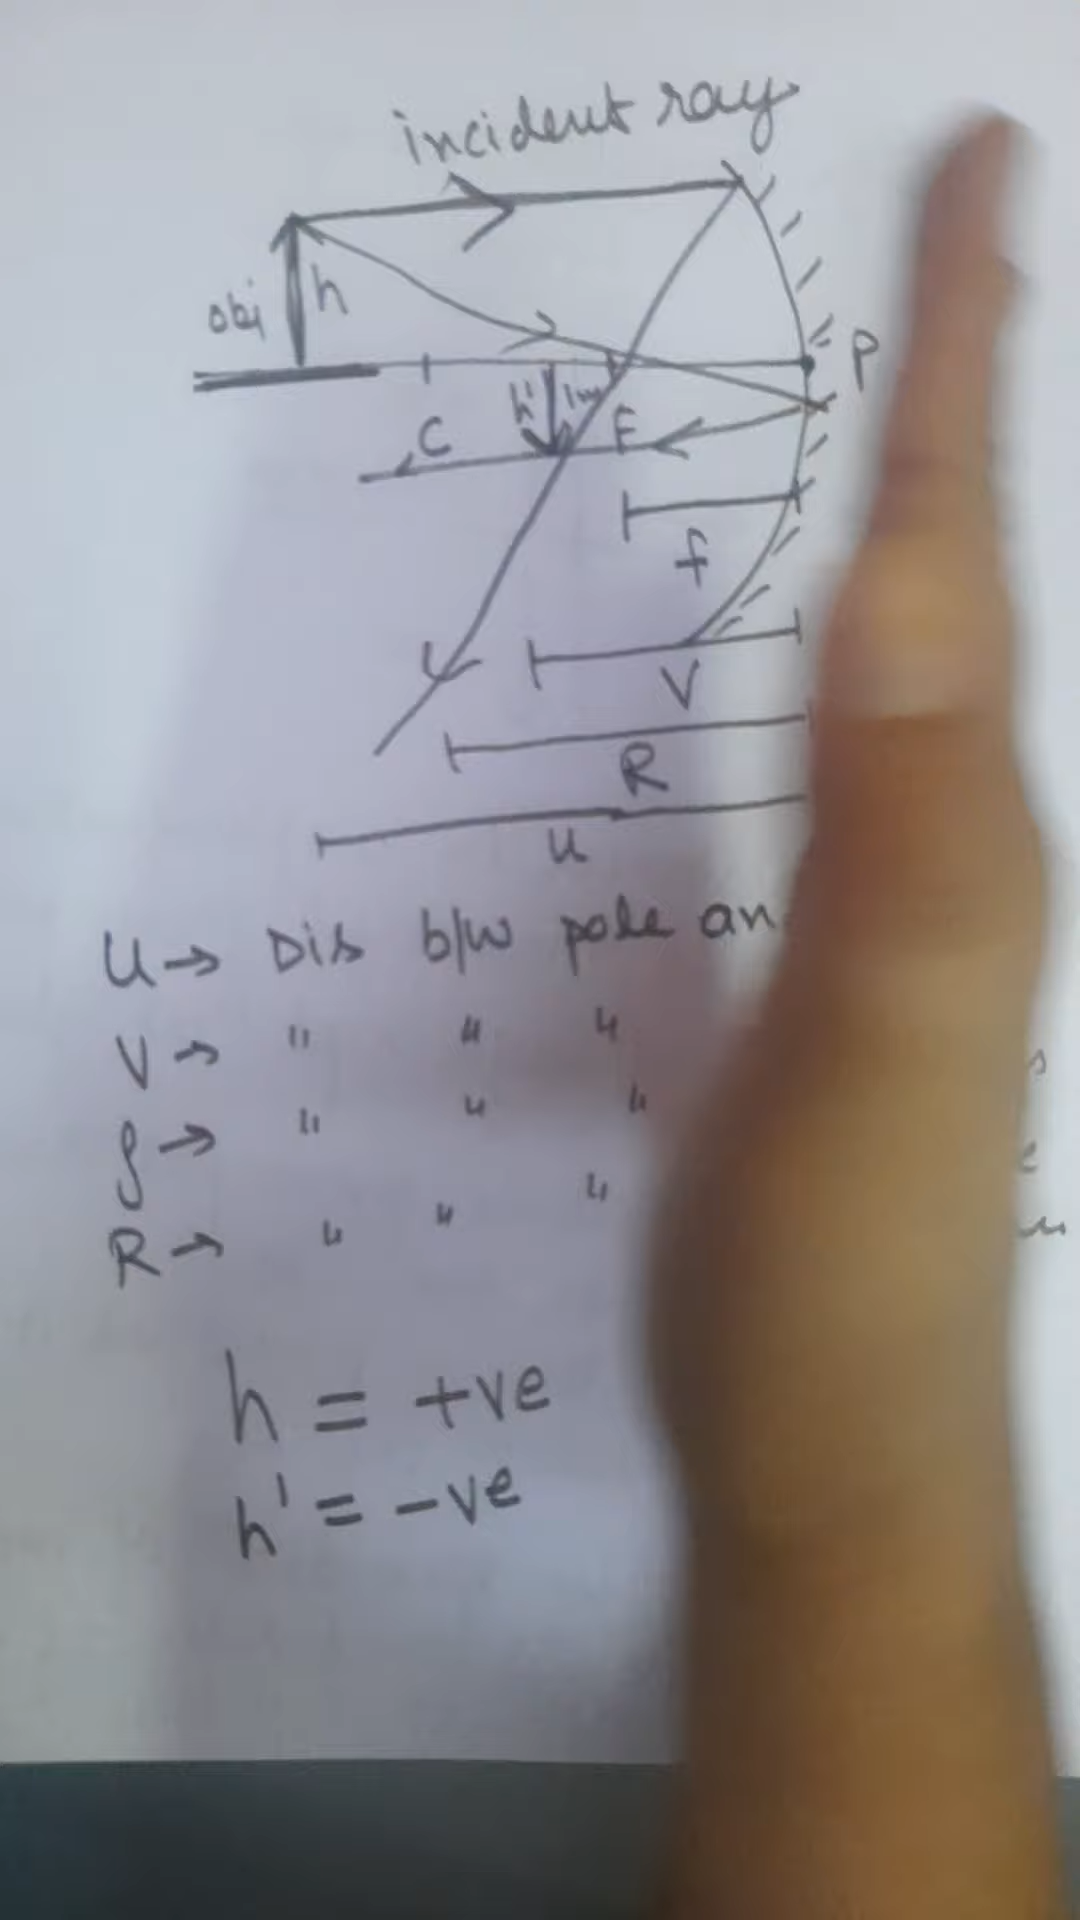 incident ray
obj h
P
h' Im F
C
f
V
R
u
U → Dis b/w pole an
V → " " "
f → " " "
R → " " "
h = +ve
h' = -ve